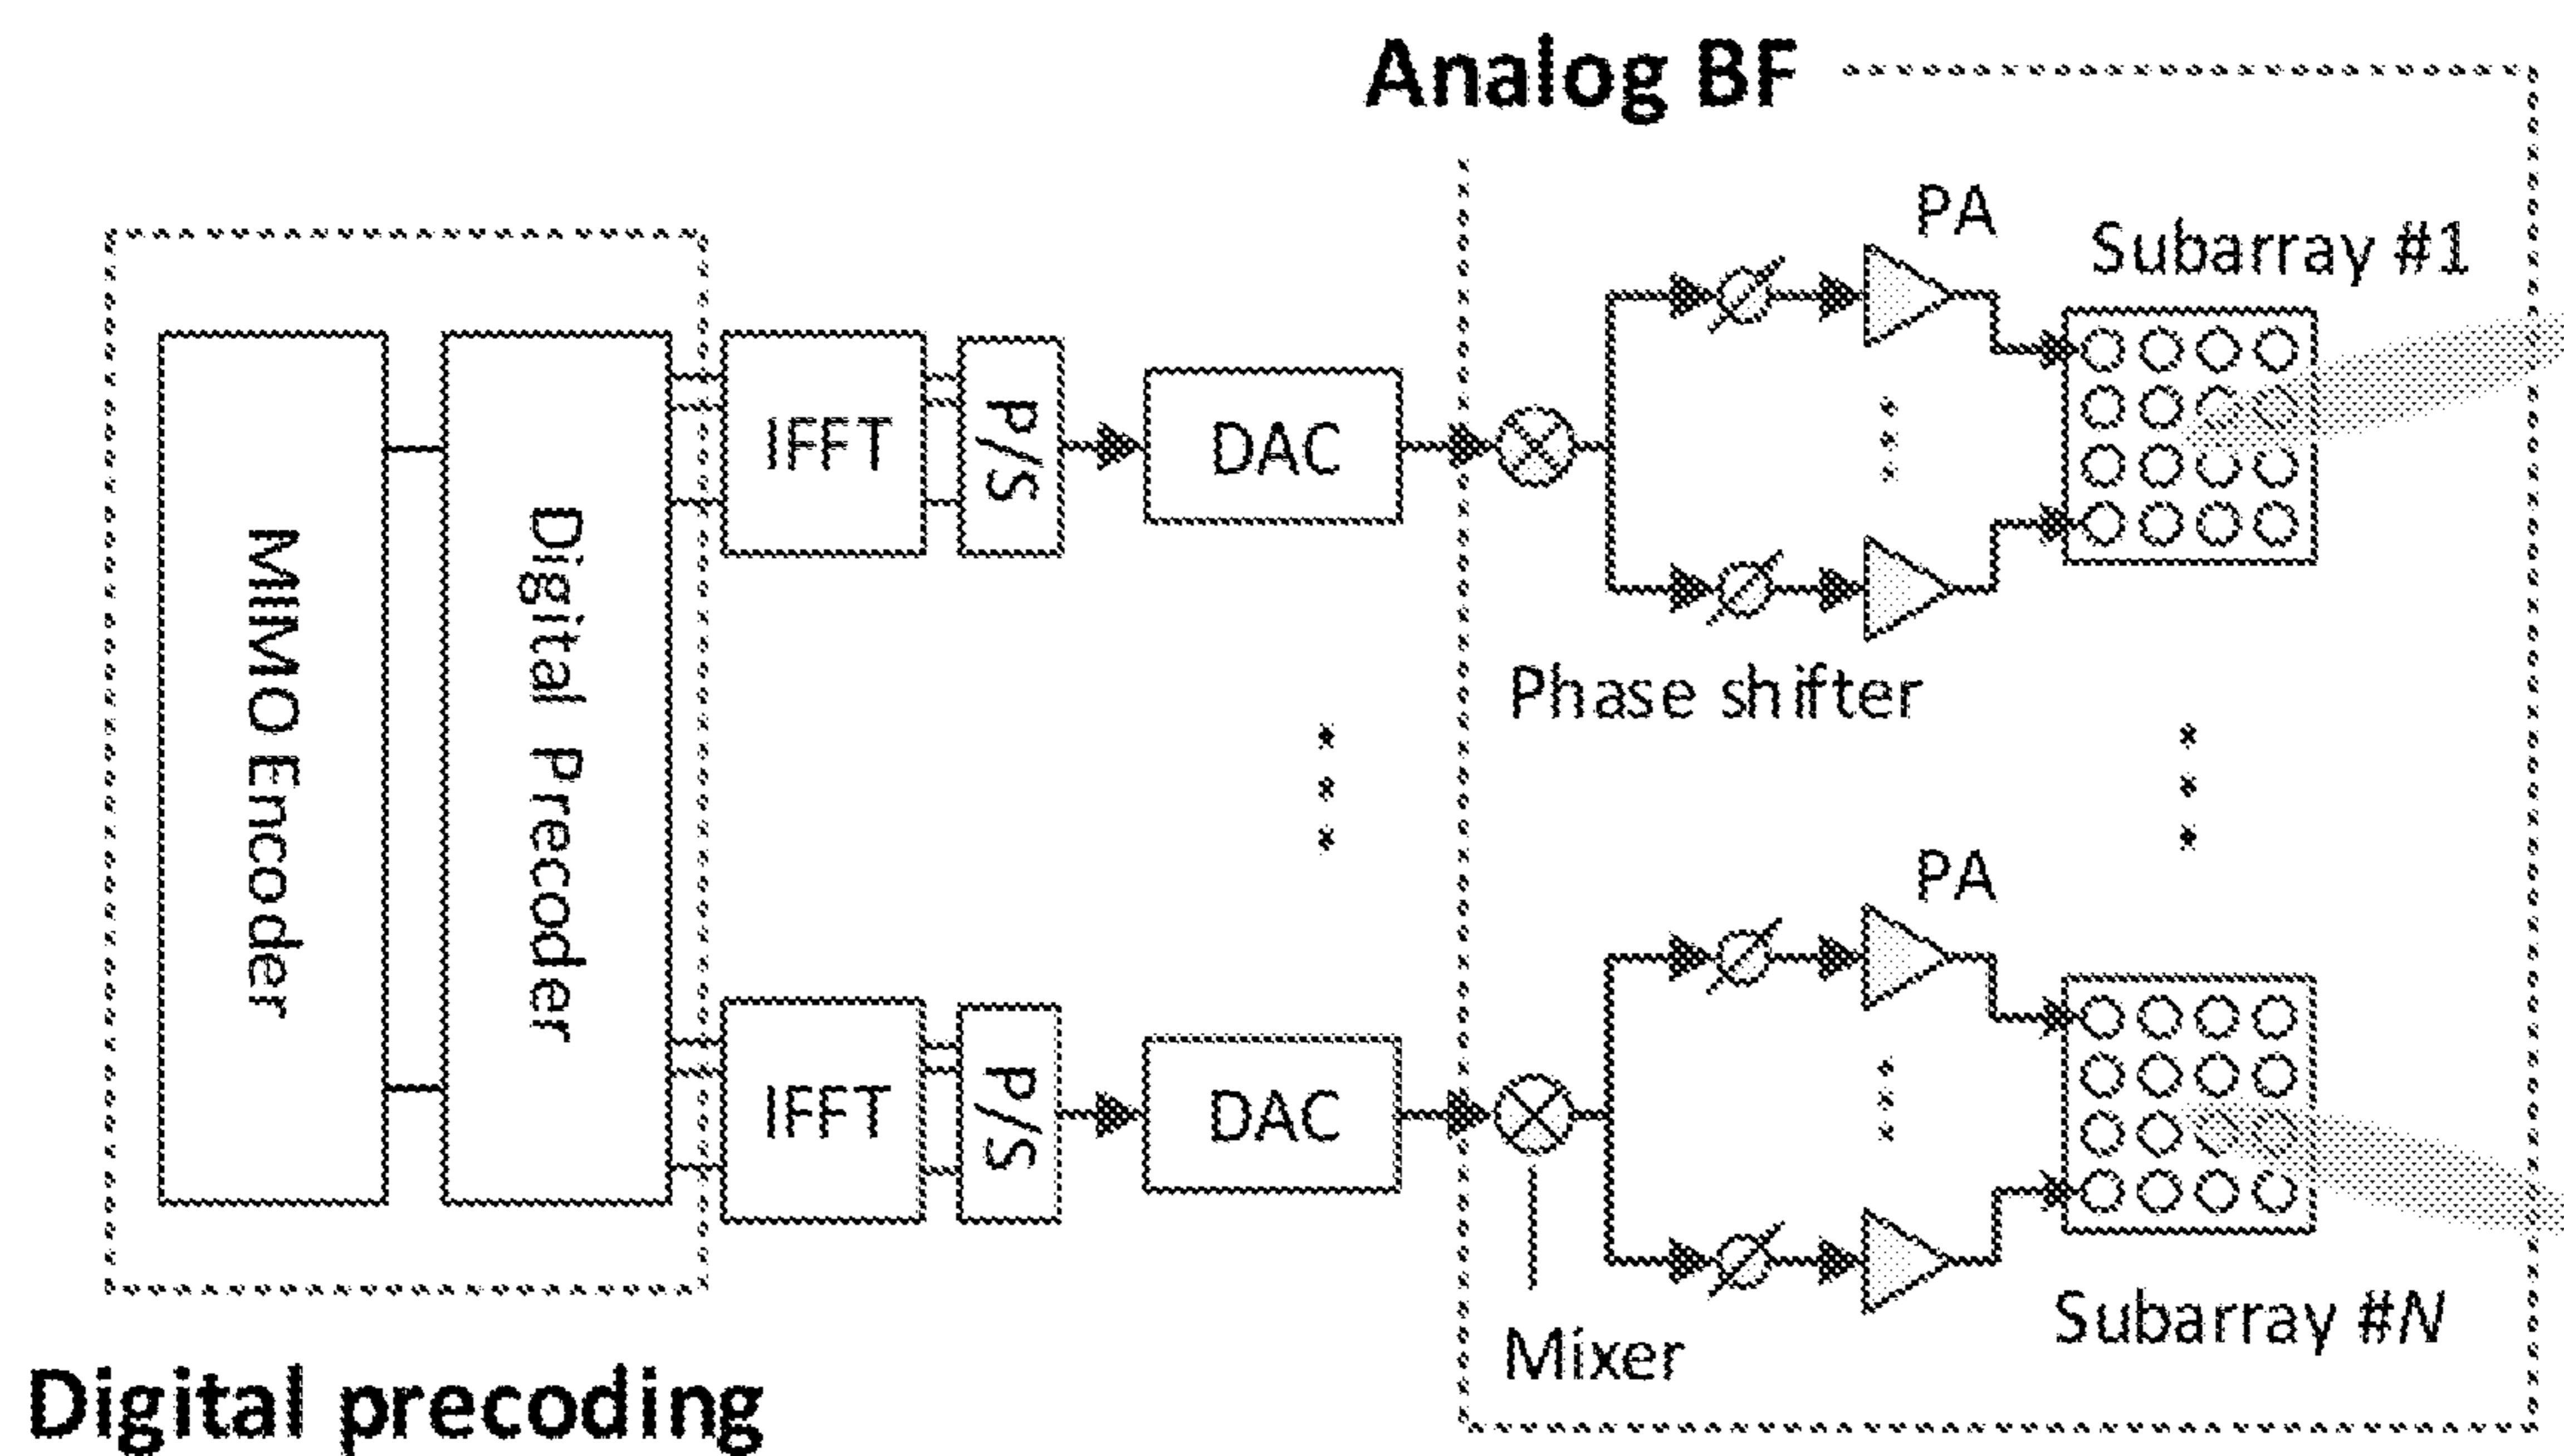 Analog BF
PA
Subarray #1
MIMO Encoder
Digital Precoder
IFFT
P/S
DAC
Phase shifter
PA
IFFT
P/S
DAC
Subarray #N
Mixer
Digital precoding